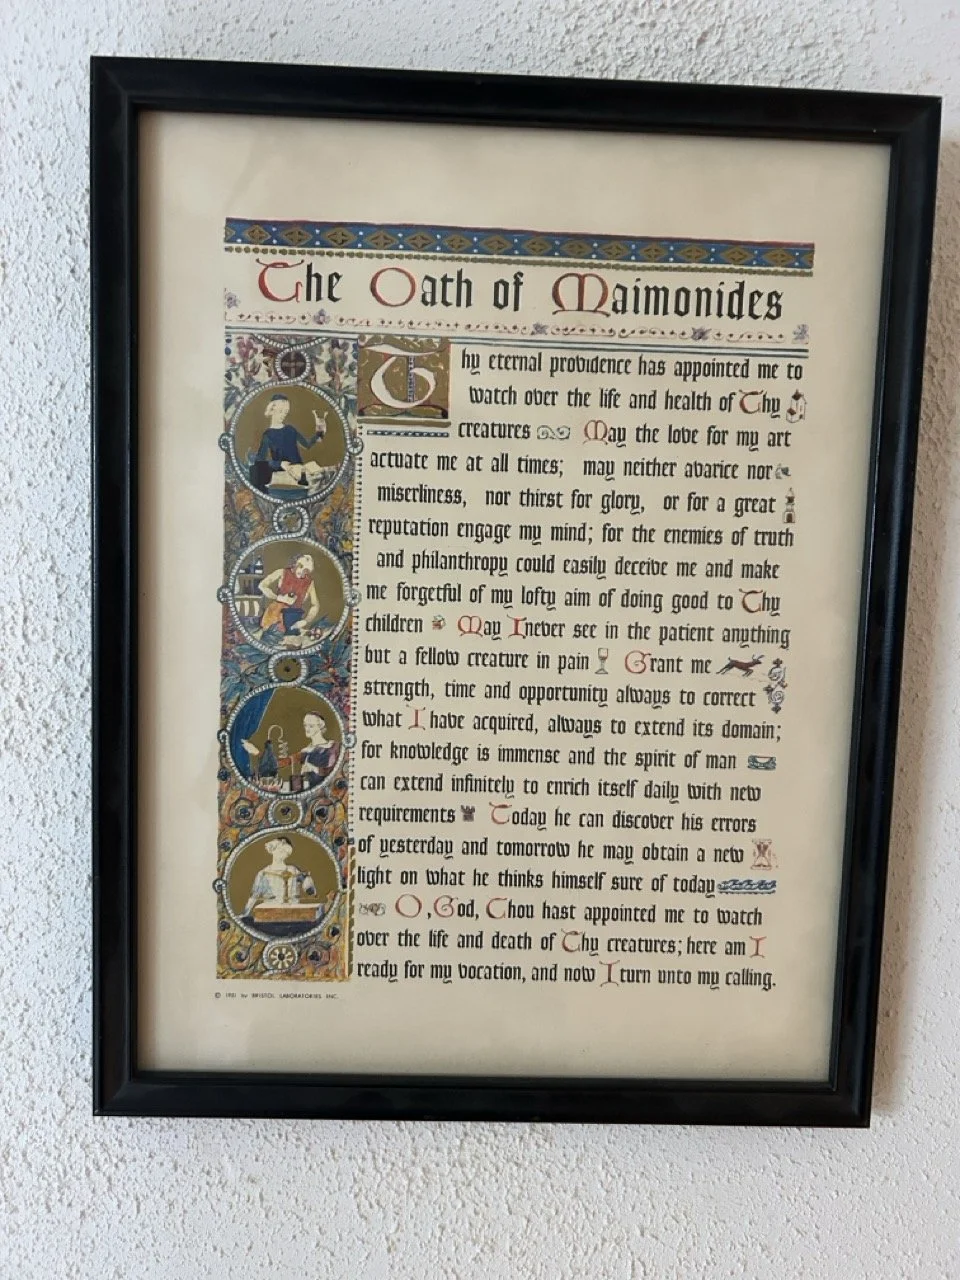 The Oath of Maimonides
Thy eternal providence has appointed me to
watch over the life and health of Thy
creatures May the love for my art
actuate me at all times; may neither avarice nor
miserliness, nor thirst for glory, or for a great
reputation engage my mind; for the enemies of truth
and philanthropy could easily deceive me and make
me forgetful of my lofty aim of doing good to Thy
children May I never see in the patient anything
but a fellow creature in pain Grant me
strength, time and opportunity always to correct
what I have acquired, always to extend its domain;
for knowledge is immense and the spirit of man
can extend infinitely to enrich itself daily with new
requirements Today he can discover his errors
of yesterday and tomorrow he may obtain a new
light on what he thinks himself sure of today
O, God, Thou hast appointed me to watch
over the life and death of Thy creatures; here am I
ready for my vocation, and now I turn unto my calling.
© by BRISTOL LABORATORIES INC.